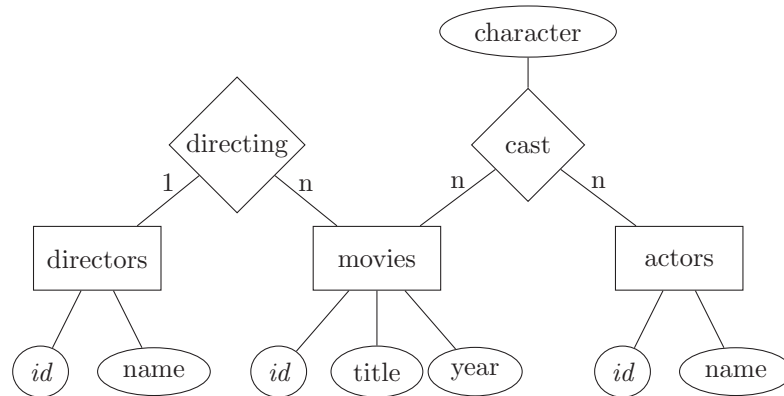 character
directing
cast
1
n
n
n
directors
movies
actors
id
name
id
title
year
id
name